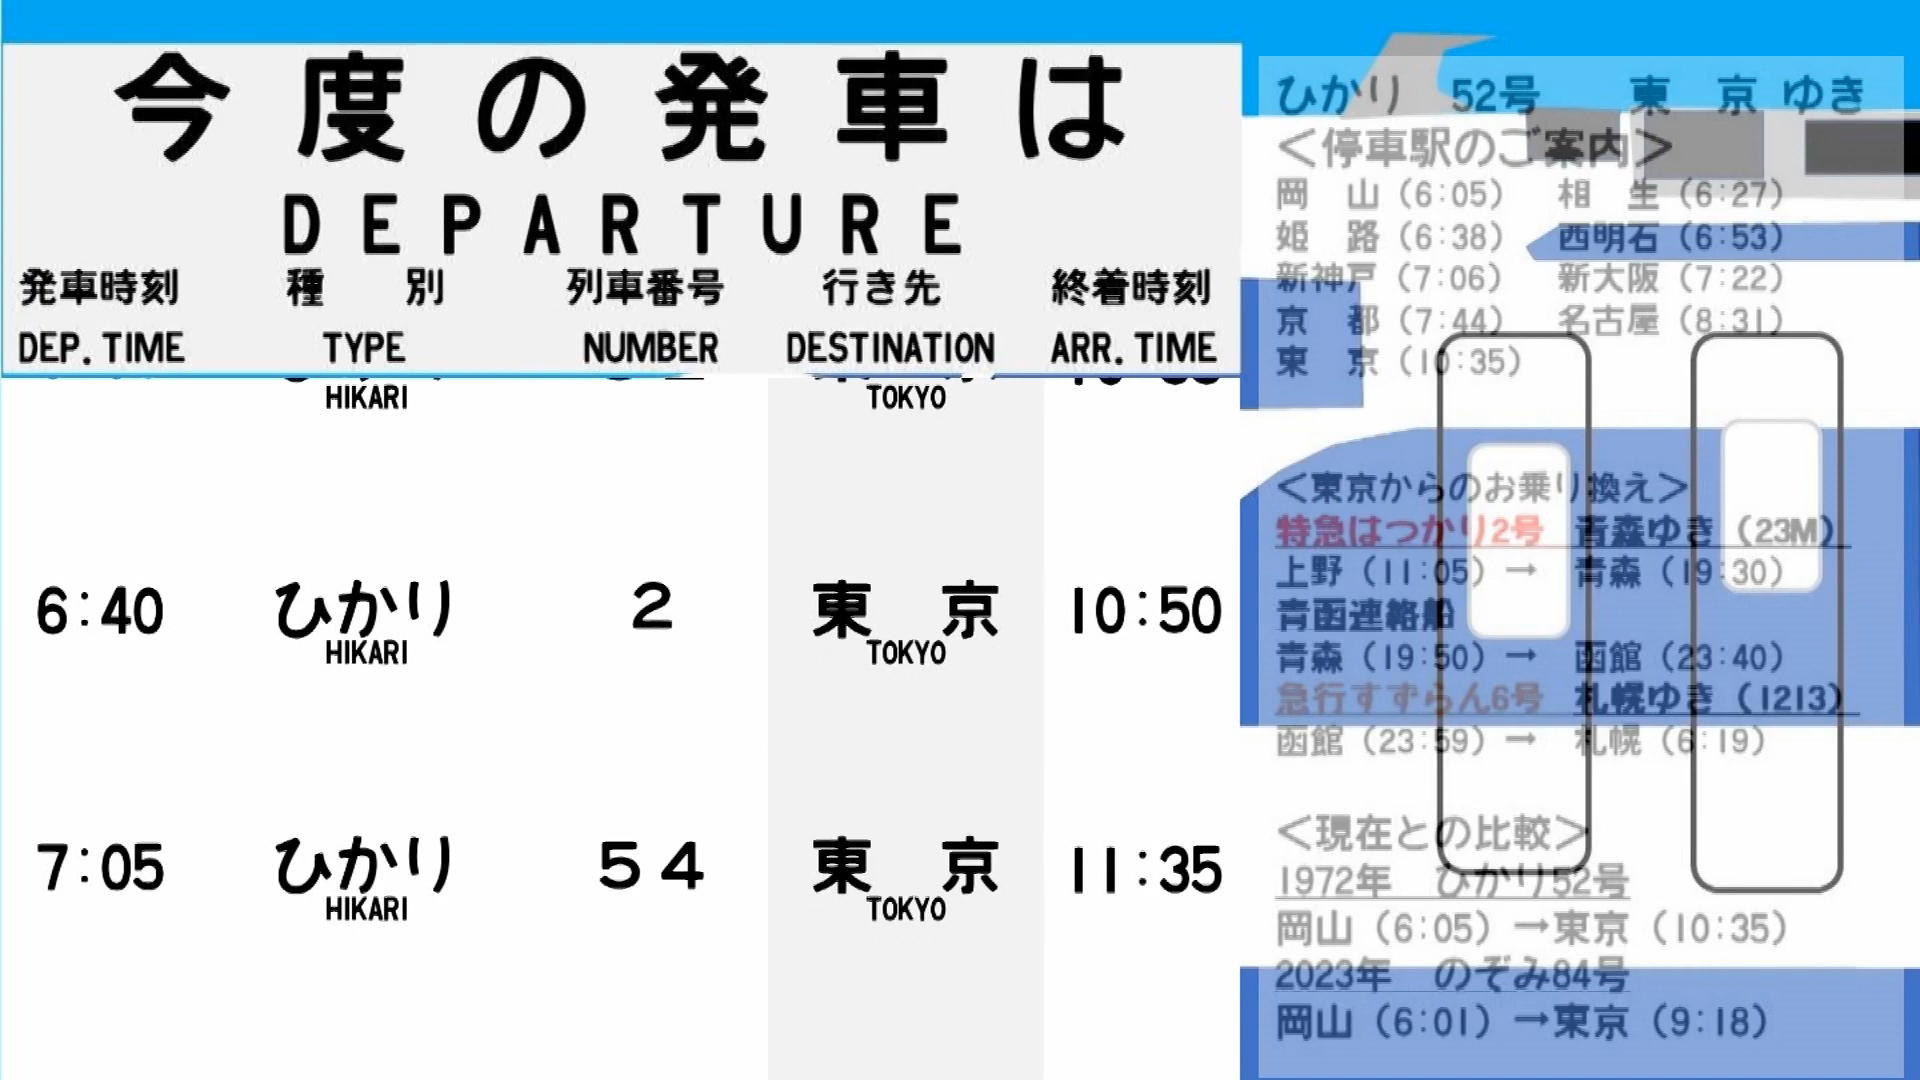 今度の発車は
DEPARTURE
発車時刻 種別 列車番号 行き先 終着時刻
DEP. TIME TYPE NUMBER DESTINATION ARR. TIME
HIKARI TOKYO
6:40 ひかり 2 東京 10:50
HIKARI TOKYO
7:05 ひかり 54 東京 11:35
HIKARI TOKYO
ひかり 52号 東京ゆき
＜停車駅のご案内＞
岡山（6:05） 相生（6:27）
姫路（6:38） 西明石（6:53）
新神戸（7:06） 新大阪（7:22）
京都（7:44） 名古屋（8:31）
東京（10:35）
＜東京からのお乗り換え＞
特急はつかり2号 青森ゆき（23M）
上野（11:05）→ 青森（19:30）
青函連絡船
青森（19:50）→ 函館（23:40）
急行すずらん6号 札幌ゆき（1213）
函館（23:59）→ 札幌（6:19）
＜現在との比較＞
1972年 ひかり52号
岡山（6:05）→東京（10:35）
2023年 のぞみ84号
岡山（6:01）→東京（9:18）